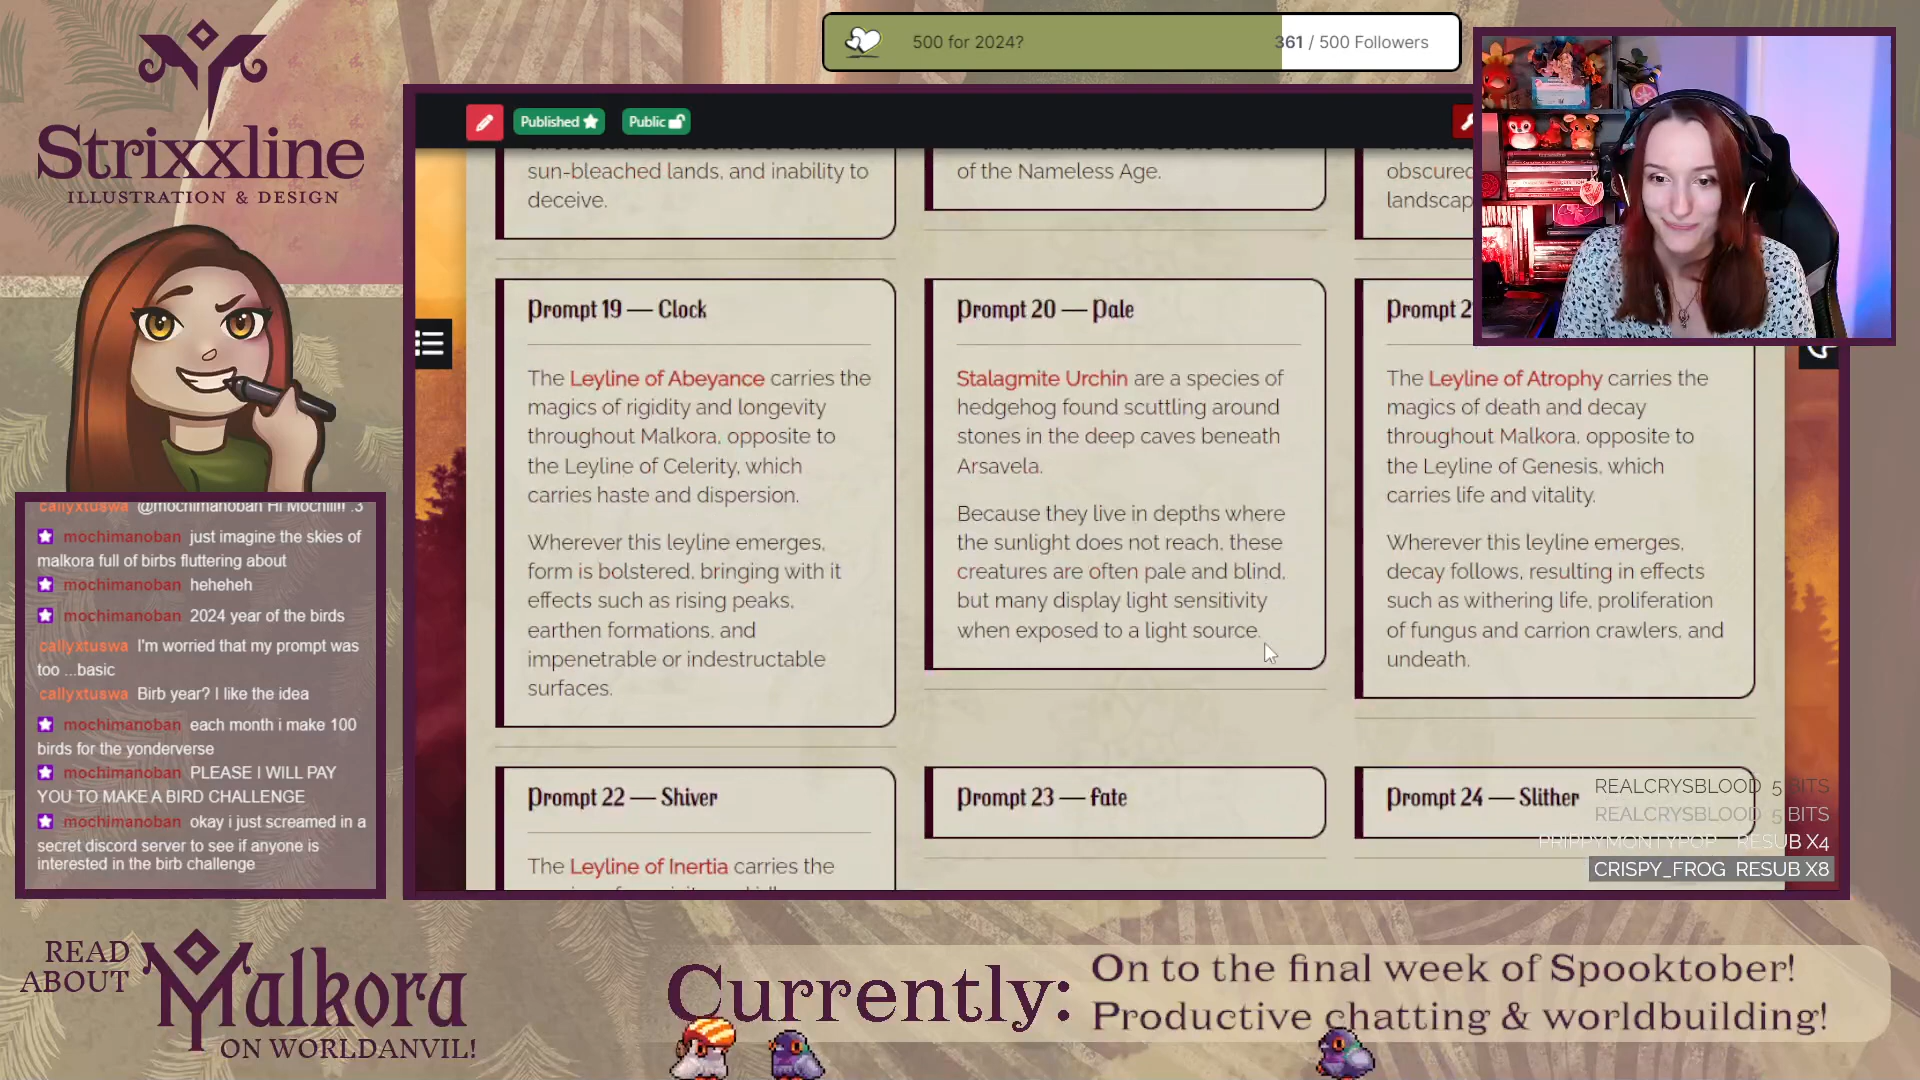 Strixxline
ILLUSTRATION & DESIGN
500 for 2024?
361 / 500 Followers
Published
Public
sun-bleached lands, and inability to
deceive.
of the Nameless Age.
obscured
landscap
Prompt 19 — Clock
The Leyline of Abeyance carries the
magics of rigidity and longevity
throughout Malkora, opposite to
the Leyline of Celerity, which
carries haste and dispersion.
Wherever this leyline emerges,
form is bolstered, bringing with it
effects such as rising peaks,
earthen formations, and
impenetrable or indestructable
surfaces.
Prompt 20 — Pale
Stalagmite Urchin are a species of
hedgehog found scuttling around
stones in the deep caves beneath
Arsavela.
Because they live in depths where
the sunlight does not reach, these
creatures are often pale and blind,
but many display light sensitivity
when exposed to a light source.
Prompt 2
The Leyline of Atrophy carries the
magics of death and decay
throughout Malkora, opposite to
the Leyline of Genesis, which
carries life and vitality.
Wherever this leyline emerges,
decay follows, resulting in effects
such as withering life, proliferation
of fungus and carrion crawlers, and
undeath.
Prompt 22 — Shiver
The Leyline of Inertia carries the
Prompt 23 — Fate
Prompt 24 — Slither
REALCRYSBLOOD 5 BITS
REALCRYSBLOOD 5 BITS
PRIPPYMONTYPOP RESUB X4
CRISPY_FROG RESUB X8
callyxtuswa @mochimanoban Hi Mochiii!! :3
mochimanoban just imagine the skies of
malkora full of birbs fluttering about
mochimanoban heheheh
mochimanoban 2024 year of the birds
callyxtuswa I'm worried that my prompt was
too ...basic
callyxtuswa Birb year? I like the idea
mochimanoban each month i make 100
birds for the yonderverse
mochimanoban PLEASE I WILL PAY
YOU TO MAKE A BIRD CHALLENGE
mochimanoban okay i just screamed in a
secret discord server to see if anyone is
interested in the birb challenge
READ
ABOUT
Malkora
ON WORLDANVIL!
Currently:
On to the final week of Spooktober!
Productive chatting & worldbuilding!